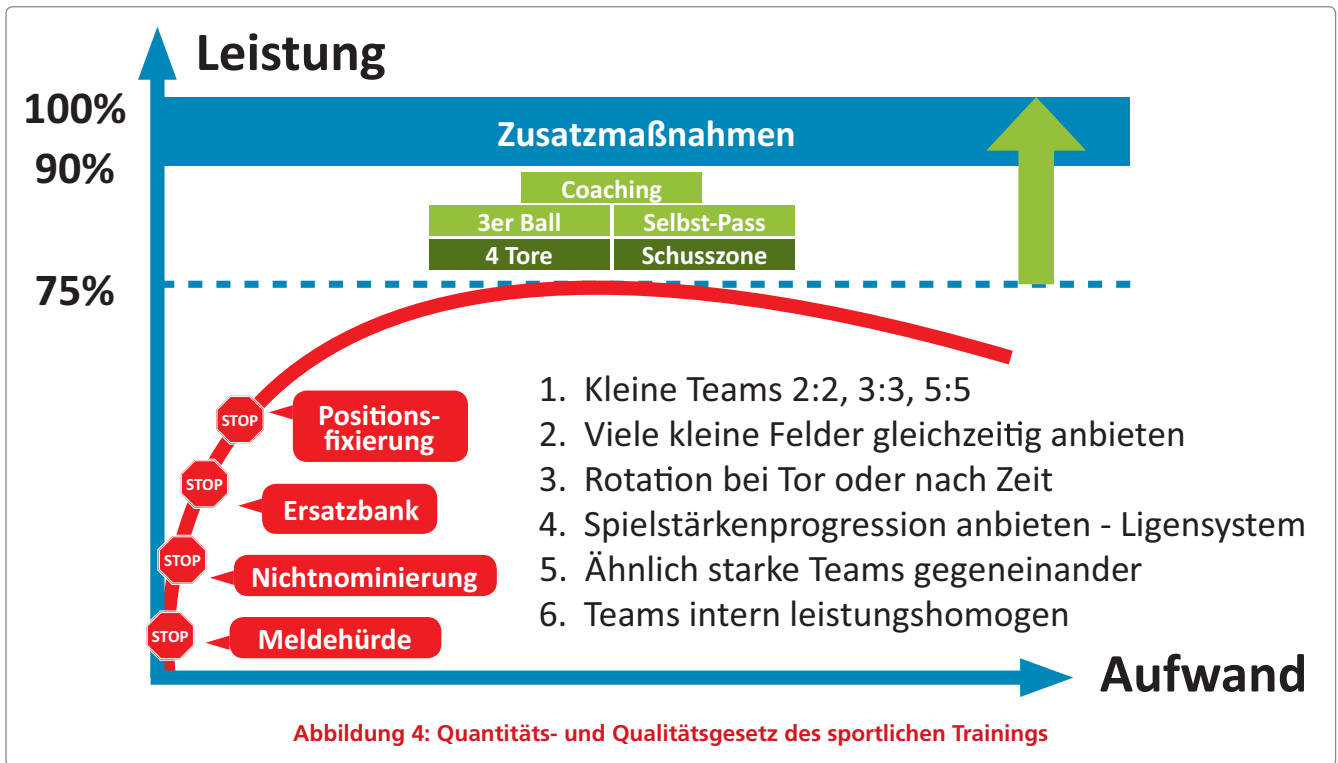 Leistung
100%
Zusatzmaßnahmen
90%
Coaching
3er Ball
Selbst-Pass
4 Tore
Schusszone
75%
STOP
Positions-
fixierung
STOP
Ersatzbank
STOP
Nichtnominierung
STOP
Meldehürde
1. Kleine Teams 2:2, 3:3, 5:5
2. Viele kleine Felder gleichzeitig anbieten
3. Rotation bei Tor oder nach Zeit
4. Spielstärkenprogression anbieten - Ligensystem
5. Ähnlich starke Teams gegeneinander
6. Teams intern leistungshomogen
Aufwand
Abbildung 4: Quantitäts- und Qualitätsgesetz des sportlichen Trainings